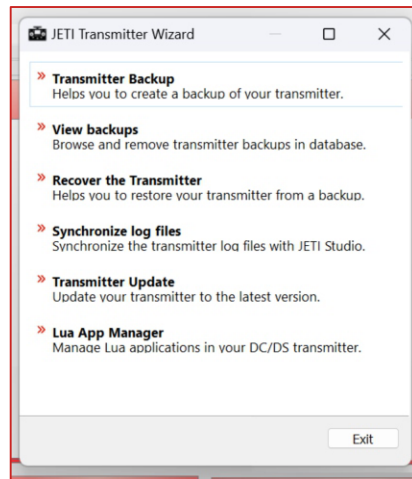 JETI Transmitter Wizard
» Transmitter Backup
Helps you to create a backup of your transmitter.
» View backups
Browse and remove transmitter backups in database.
» Recover the Transmitter
Helps you to restore your transmitter from a backup.
» Synchronize log files
Synchronize the transmitter log files with JETI Studio.
» Transmitter Update
Update your transmitter to the latest version.
» Lua App Manager
Manage Lua applications in your DC/DS transmitter.
Exit